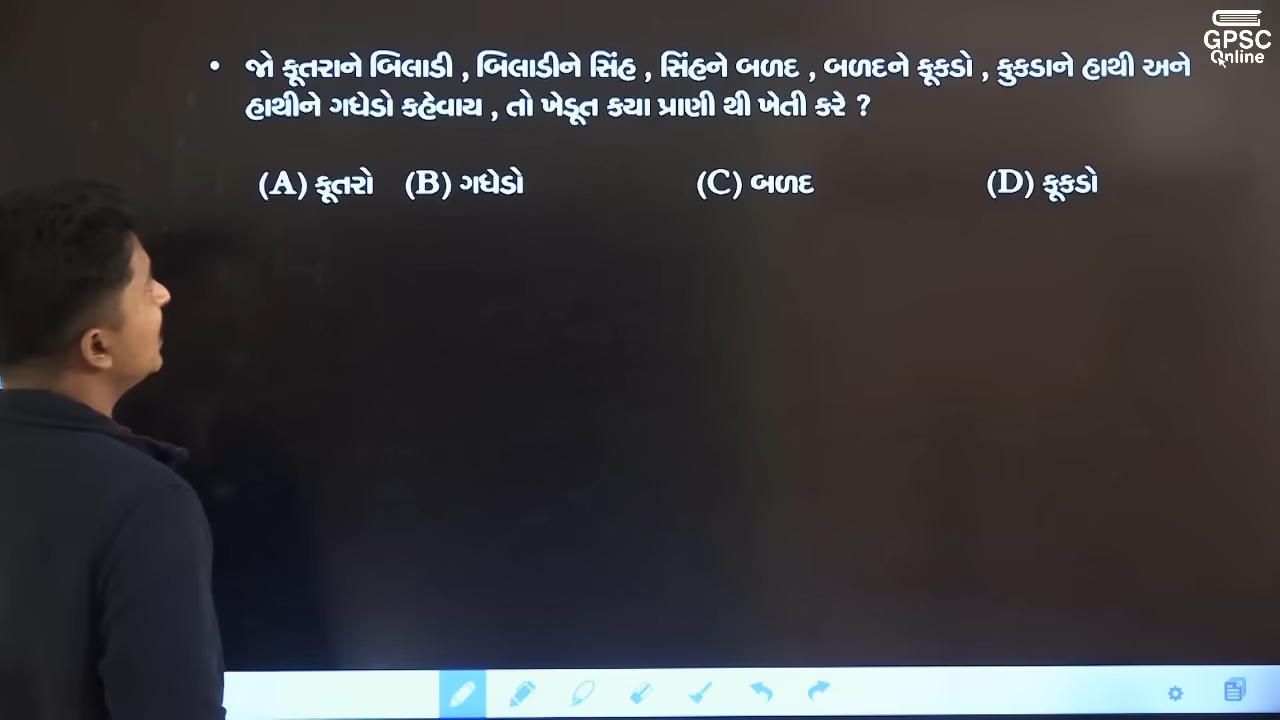 GPSC
Online
• જો કૂતરાને બિલાડી , બિલાડીને સિંહ , સિંહને બળદ , બળદને કૂકડો , કુકડાને હાથી અને
હાથીને ગધેડો કહેવાય , તો ખેડૂત કયા પ્રાણી થી ખેતી કરે ?
(A) કૂતરો (B) ગધેડો (C) બળદ (D) કૂકડો